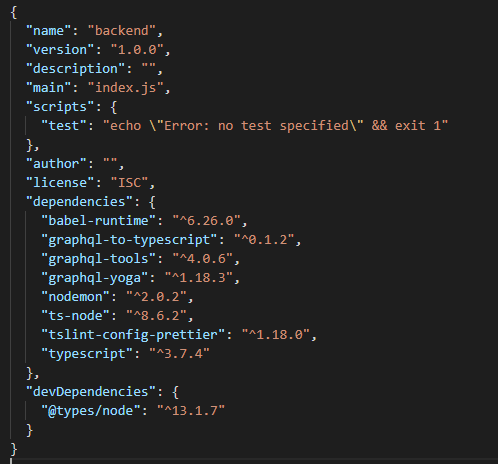 {
"name": "backend",
"version": "1.0.0",
"description": "",
"main": "index.js",
"scripts": {
"test": "echo \"Error: no test specified\" && exit 1"
},
"author": "",
"license": "ISC",
"dependencies": {
"babel-runtime": "^6.26.0",
"graphql-to-typescript": "^0.1.2",
"graphql-tools": "^4.0.6",
"graphql-yoga": "^1.18.3",
"nodemon": "^2.0.2",
"ts-node": "^8.6.2",
"tslint-config-prettier": "^1.18.0",
"typescript": "^3.7.4"
},
"devDependencies": {
"@types/node": "^13.1.7"
}
}